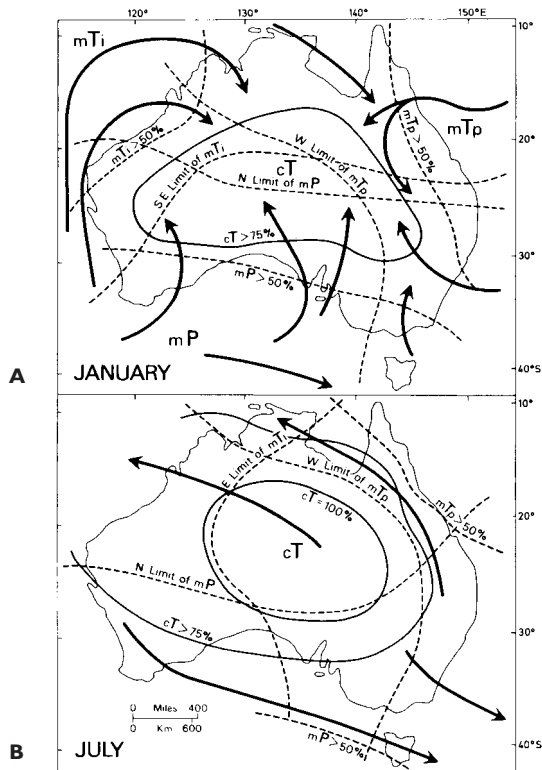 110° 120° 130° 140° 150°E
10°
mTi
mTp
mTi>50%
W Limit of mTp
mTp>50%
20°
SE Limit of mTi
cT
N Limit of mP
cT>75%
mP>50%
30°
mP
A
JANUARY
40°S
10°
E Limit of mTi
W Limit of mTp
cT=100%
mTp>50%
20°
cT
N Limit of mP
cT>75%
30°
0 Miles 400
0 Km 600
mP>50%
B
JULY
40°S